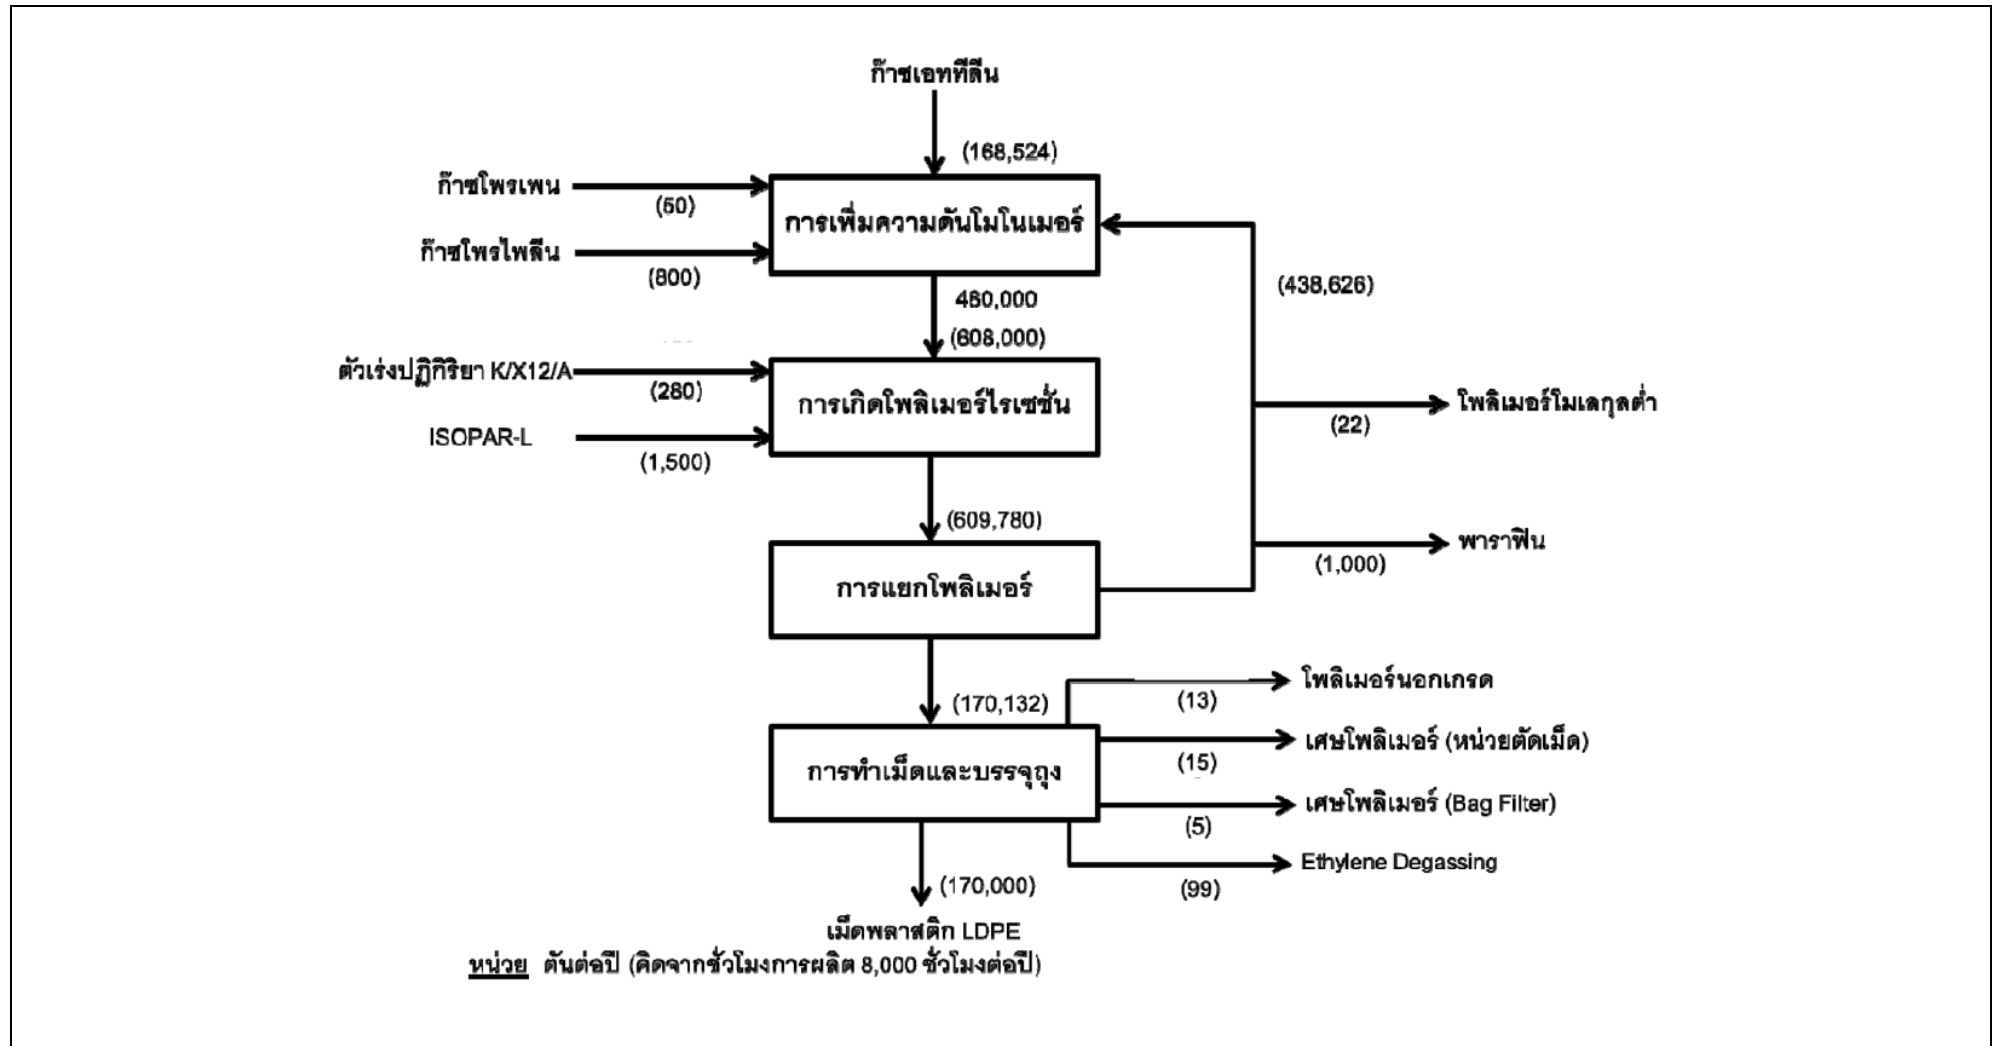 ก๊าซเอททีลีน
(168,524)
ก๊าซโพรเพน
(50)
การเพิ่มความดันโมโนเมอร์
ก๊าซโพรไพลีน
(800)
(438,626)
480,000
(608,000)
ตัวเร่งปฏิกิริยา K/X12/A
(280)
การเกิดโพลิเมอร์ไรเซชั่น
โพลิเมอร์โมเลกุลต่ำ
(22)
ISOPAR-L
(1,500)
(609,780)
พาราฟิน
(1,000)
การแยกโพลิเมอร์
โพลิเมอร์นอกเกรด
(13)
(170,132)
เศษโพลิเมอร์ (หน่วยตัดเม็ด)
(15)
การทำเม็ดและบรรจุถุง
เศษโพลิเมอร์ (Bag Filter)
(5)
Ethylene Degassing
(99)
(170,000)
เม็ดพลาสติก LDPE
หน่วย ตันต่อปี (คิดจากชั่วโมงการผลิต 8,000 ชั่วโมงต่อปี)